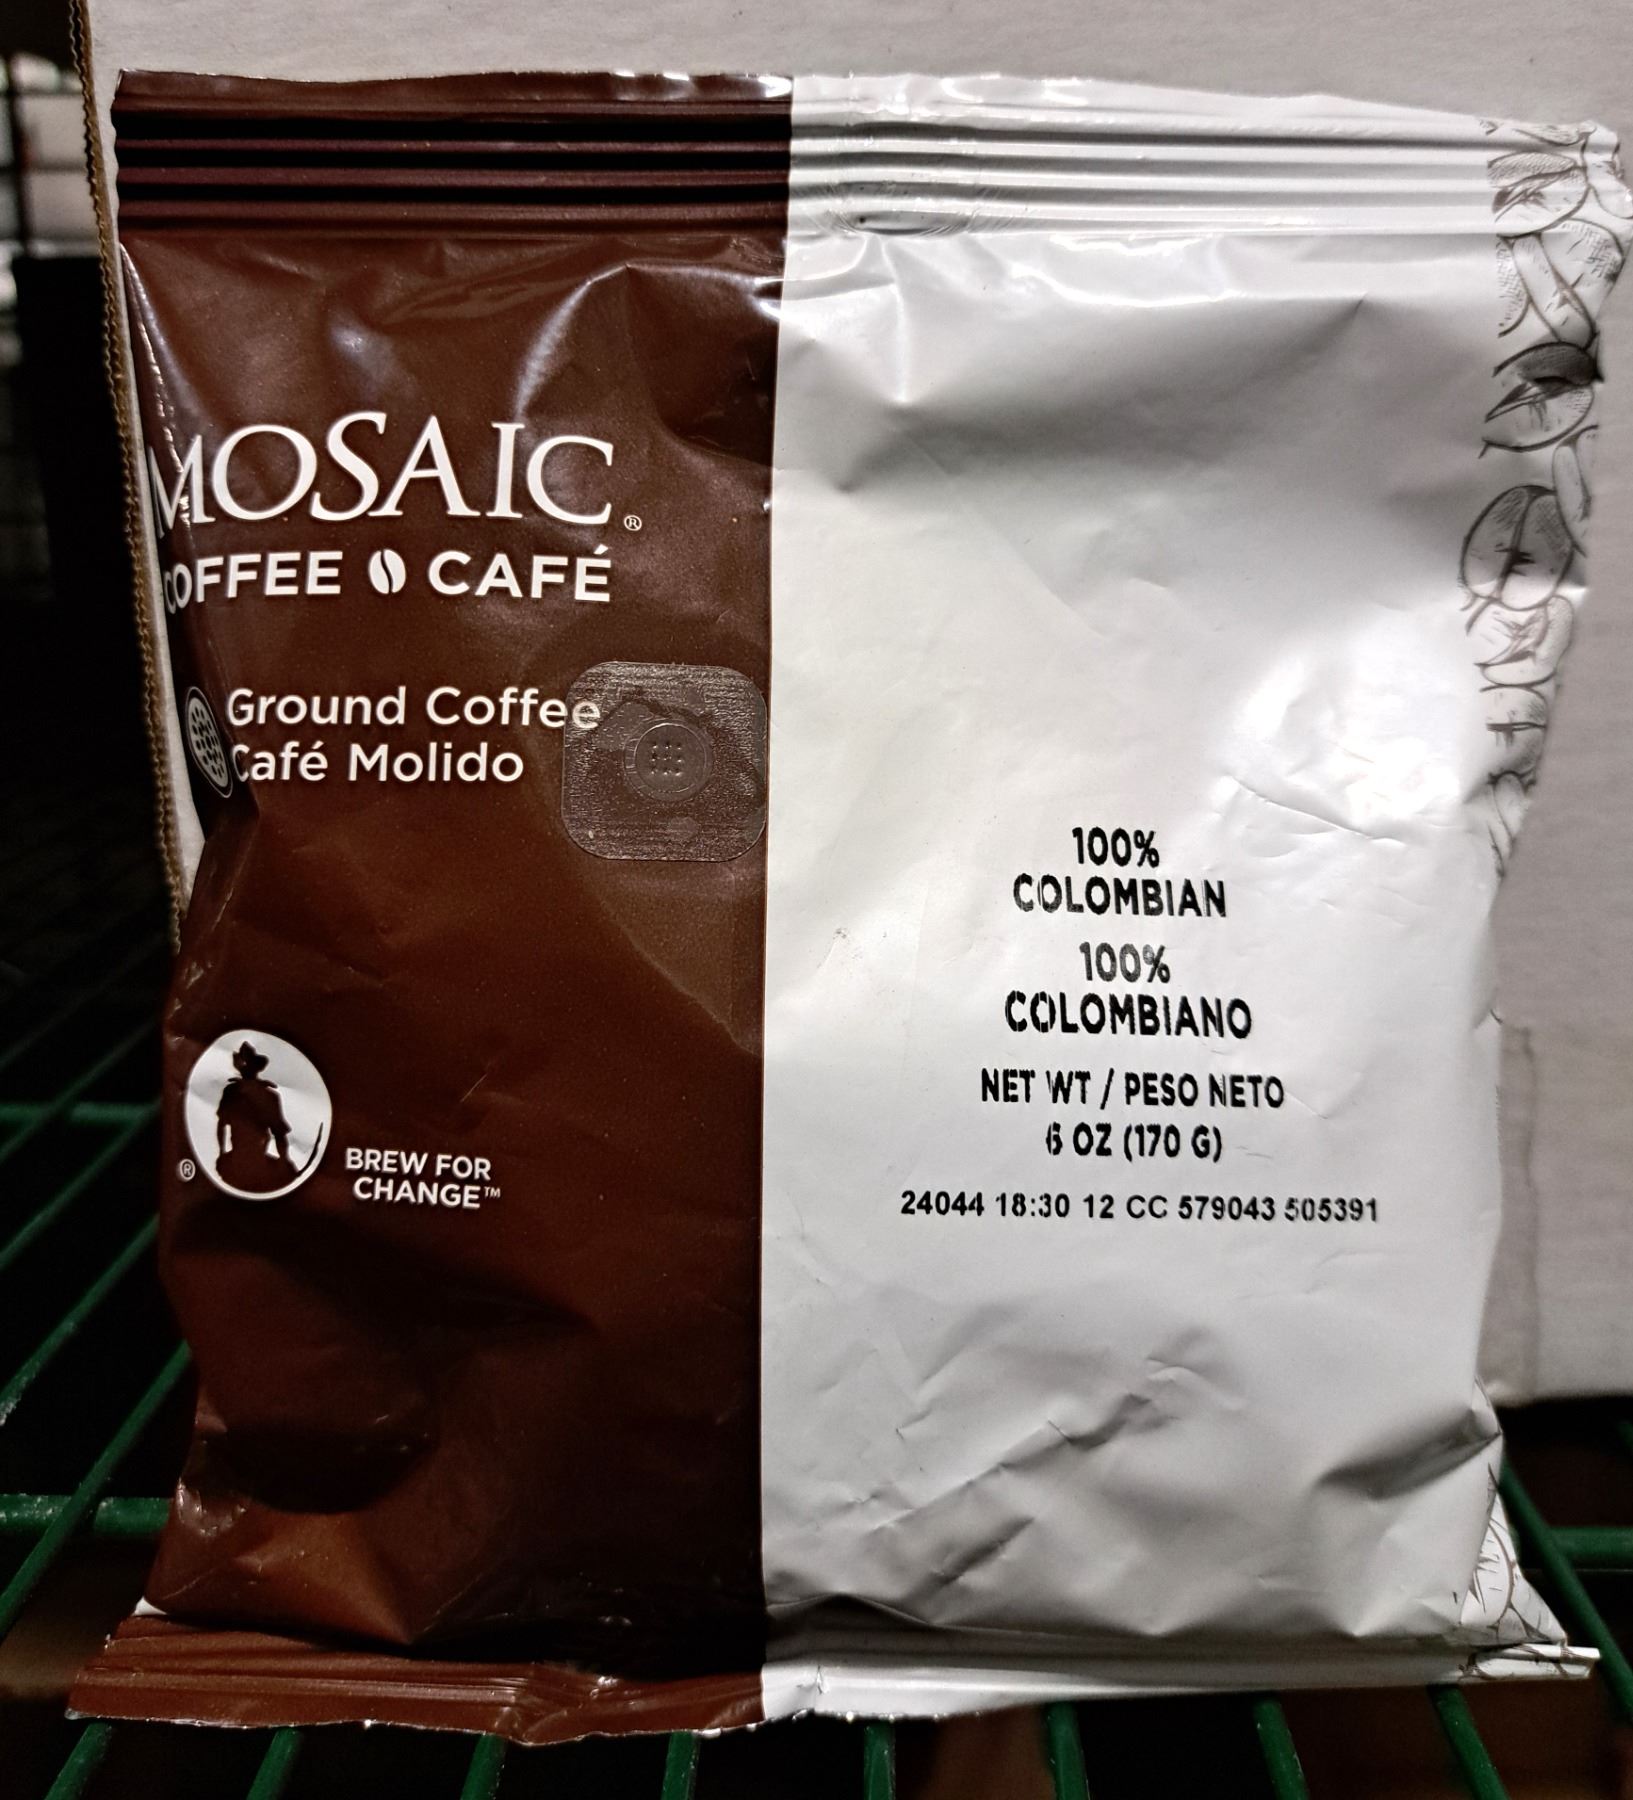 MOSAIC®
COFFEE CAFÉ
Ground Coffee
Café Molido
® BREW FOR
CHANGE™
100%
COLOMBIAN
100%
COLOMBIANO
NET WT / PESO NETO
6 OZ (170 G)
24044 18:30 12 CC 579043 505391